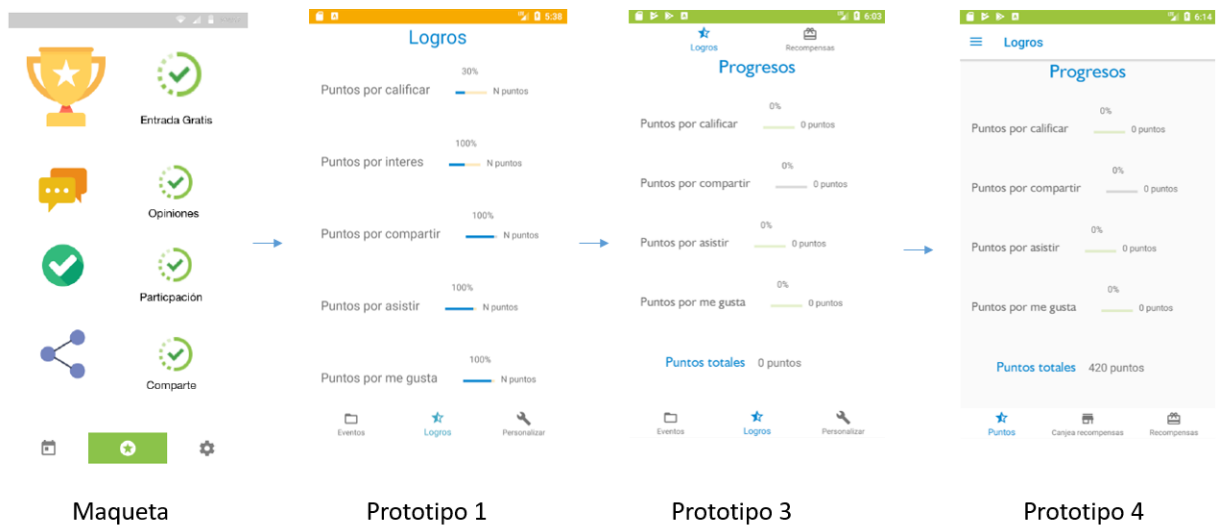 Entrada Gratis
Opiniones
Particpación
Comparte
Maqueta
5:38
Logros
30%
Puntos por calificar N puntos
100%
Puntos por interes N puntos
100%
Puntos por compartir N puntos
100%
Puntos por asistir N puntos
100%
Puntos por me gusta N puntos
Eventos Logros Personalizar
Prototipo 1
6:03
Logros Recompensas
Progresos
0%
Puntos por calificar 0 puntos
0%
Puntos por compartir 0 puntos
0%
Puntos por asistir 0 puntos
0%
Puntos por me gusta 0 puntos
Puntos totales 0 puntos
Eventos Logros Personalizar
Prototipo 3
6:14
Logros
Progresos
0%
Puntos por calificar 0 puntos
0%
Puntos por compartir 0 puntos
0%
Puntos por asistir 0 puntos
0%
Puntos por me gusta 0 puntos
Puntos totales 420 puntos
Puntos Canjea recompensas Recompensas
Prototipo 4